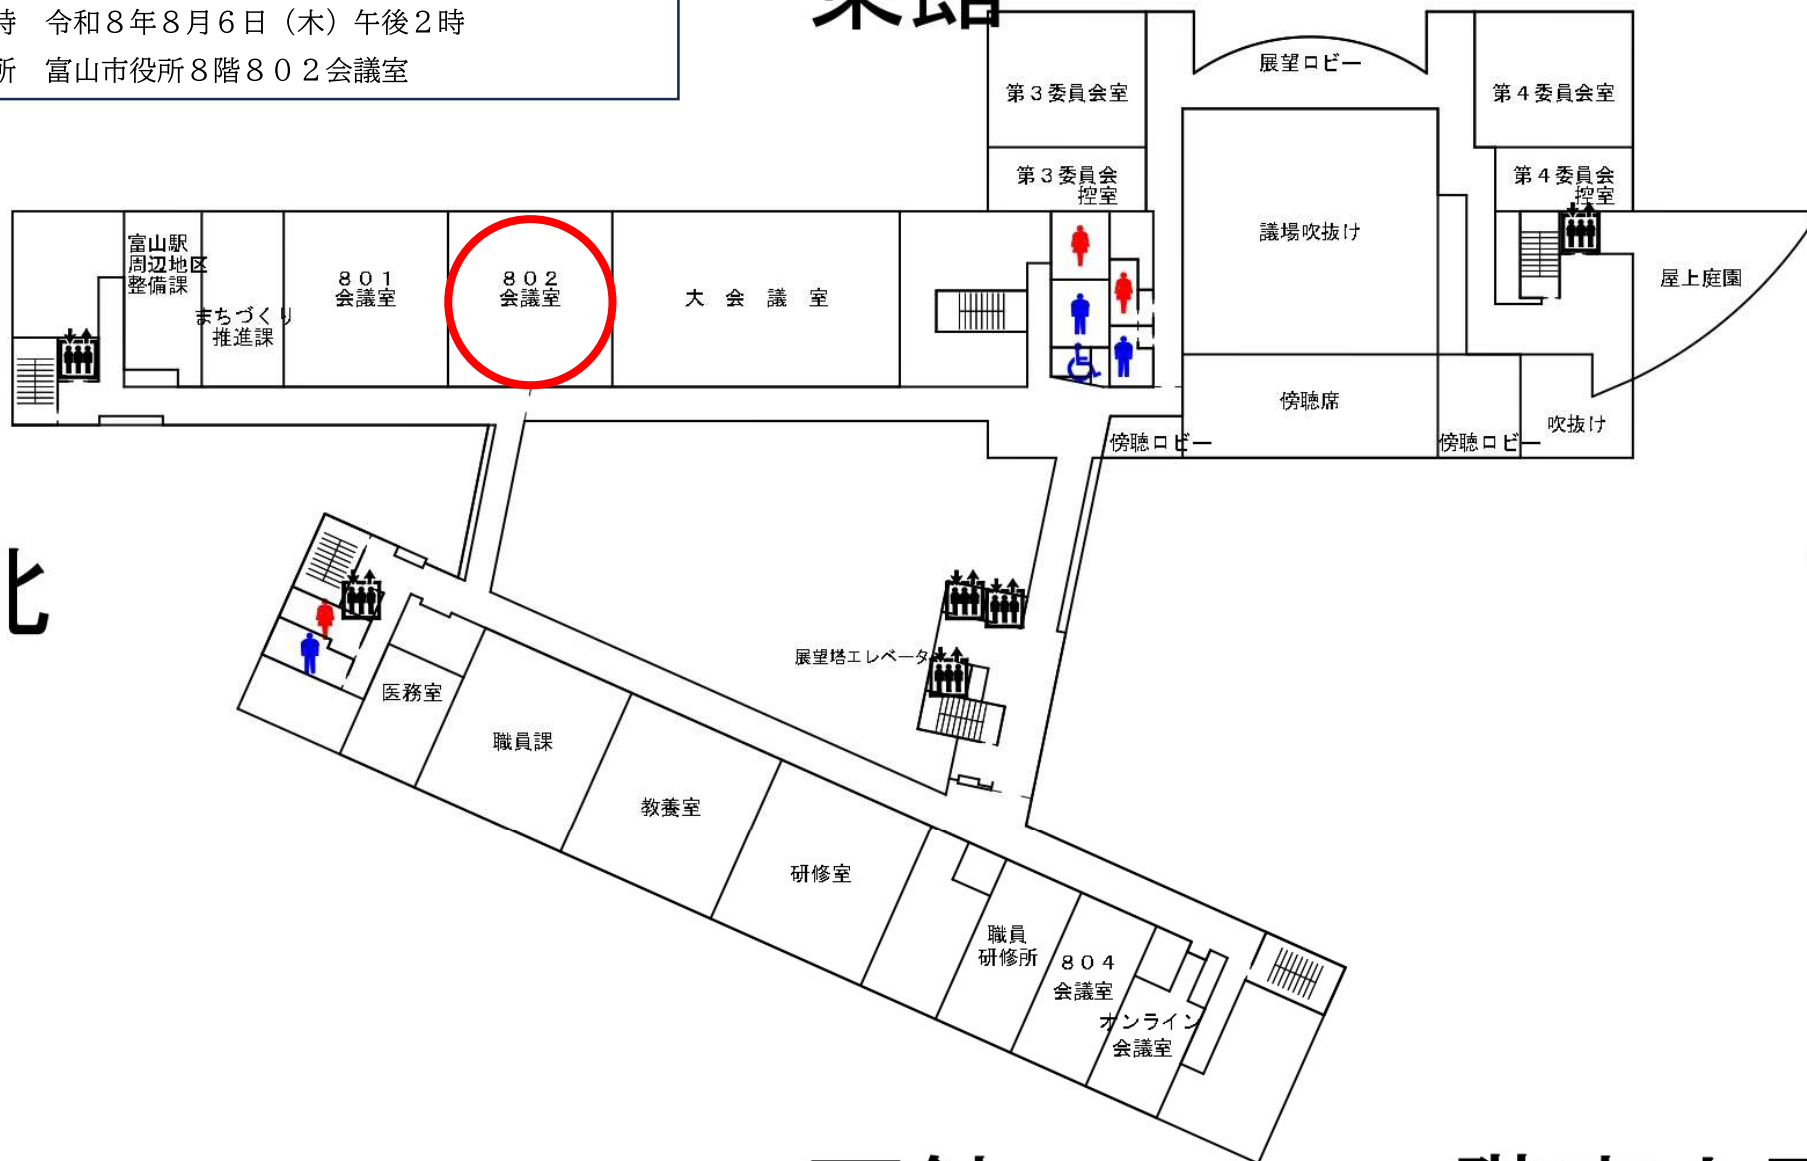 時　令和８年８月６日（木）午後２時
所　富山市役所８階８０２会議室
展望ロビー
第３委員会室
第４委員会室
第３委員会
控室
第４委員会
控室
議場吹抜け
富山駅
周辺地区
整備課
まちづくり
推進課
８０１
会議室
８０２
会議室
大　会　議　室
屋上庭園
傍聴席
傍聴ロビー
傍聴ロビー
吹抜け
北
展望塔エレベータ
医務室
職員課
教養室
研修室
職員
研修所
８０４
会議室
オンライン
会議室